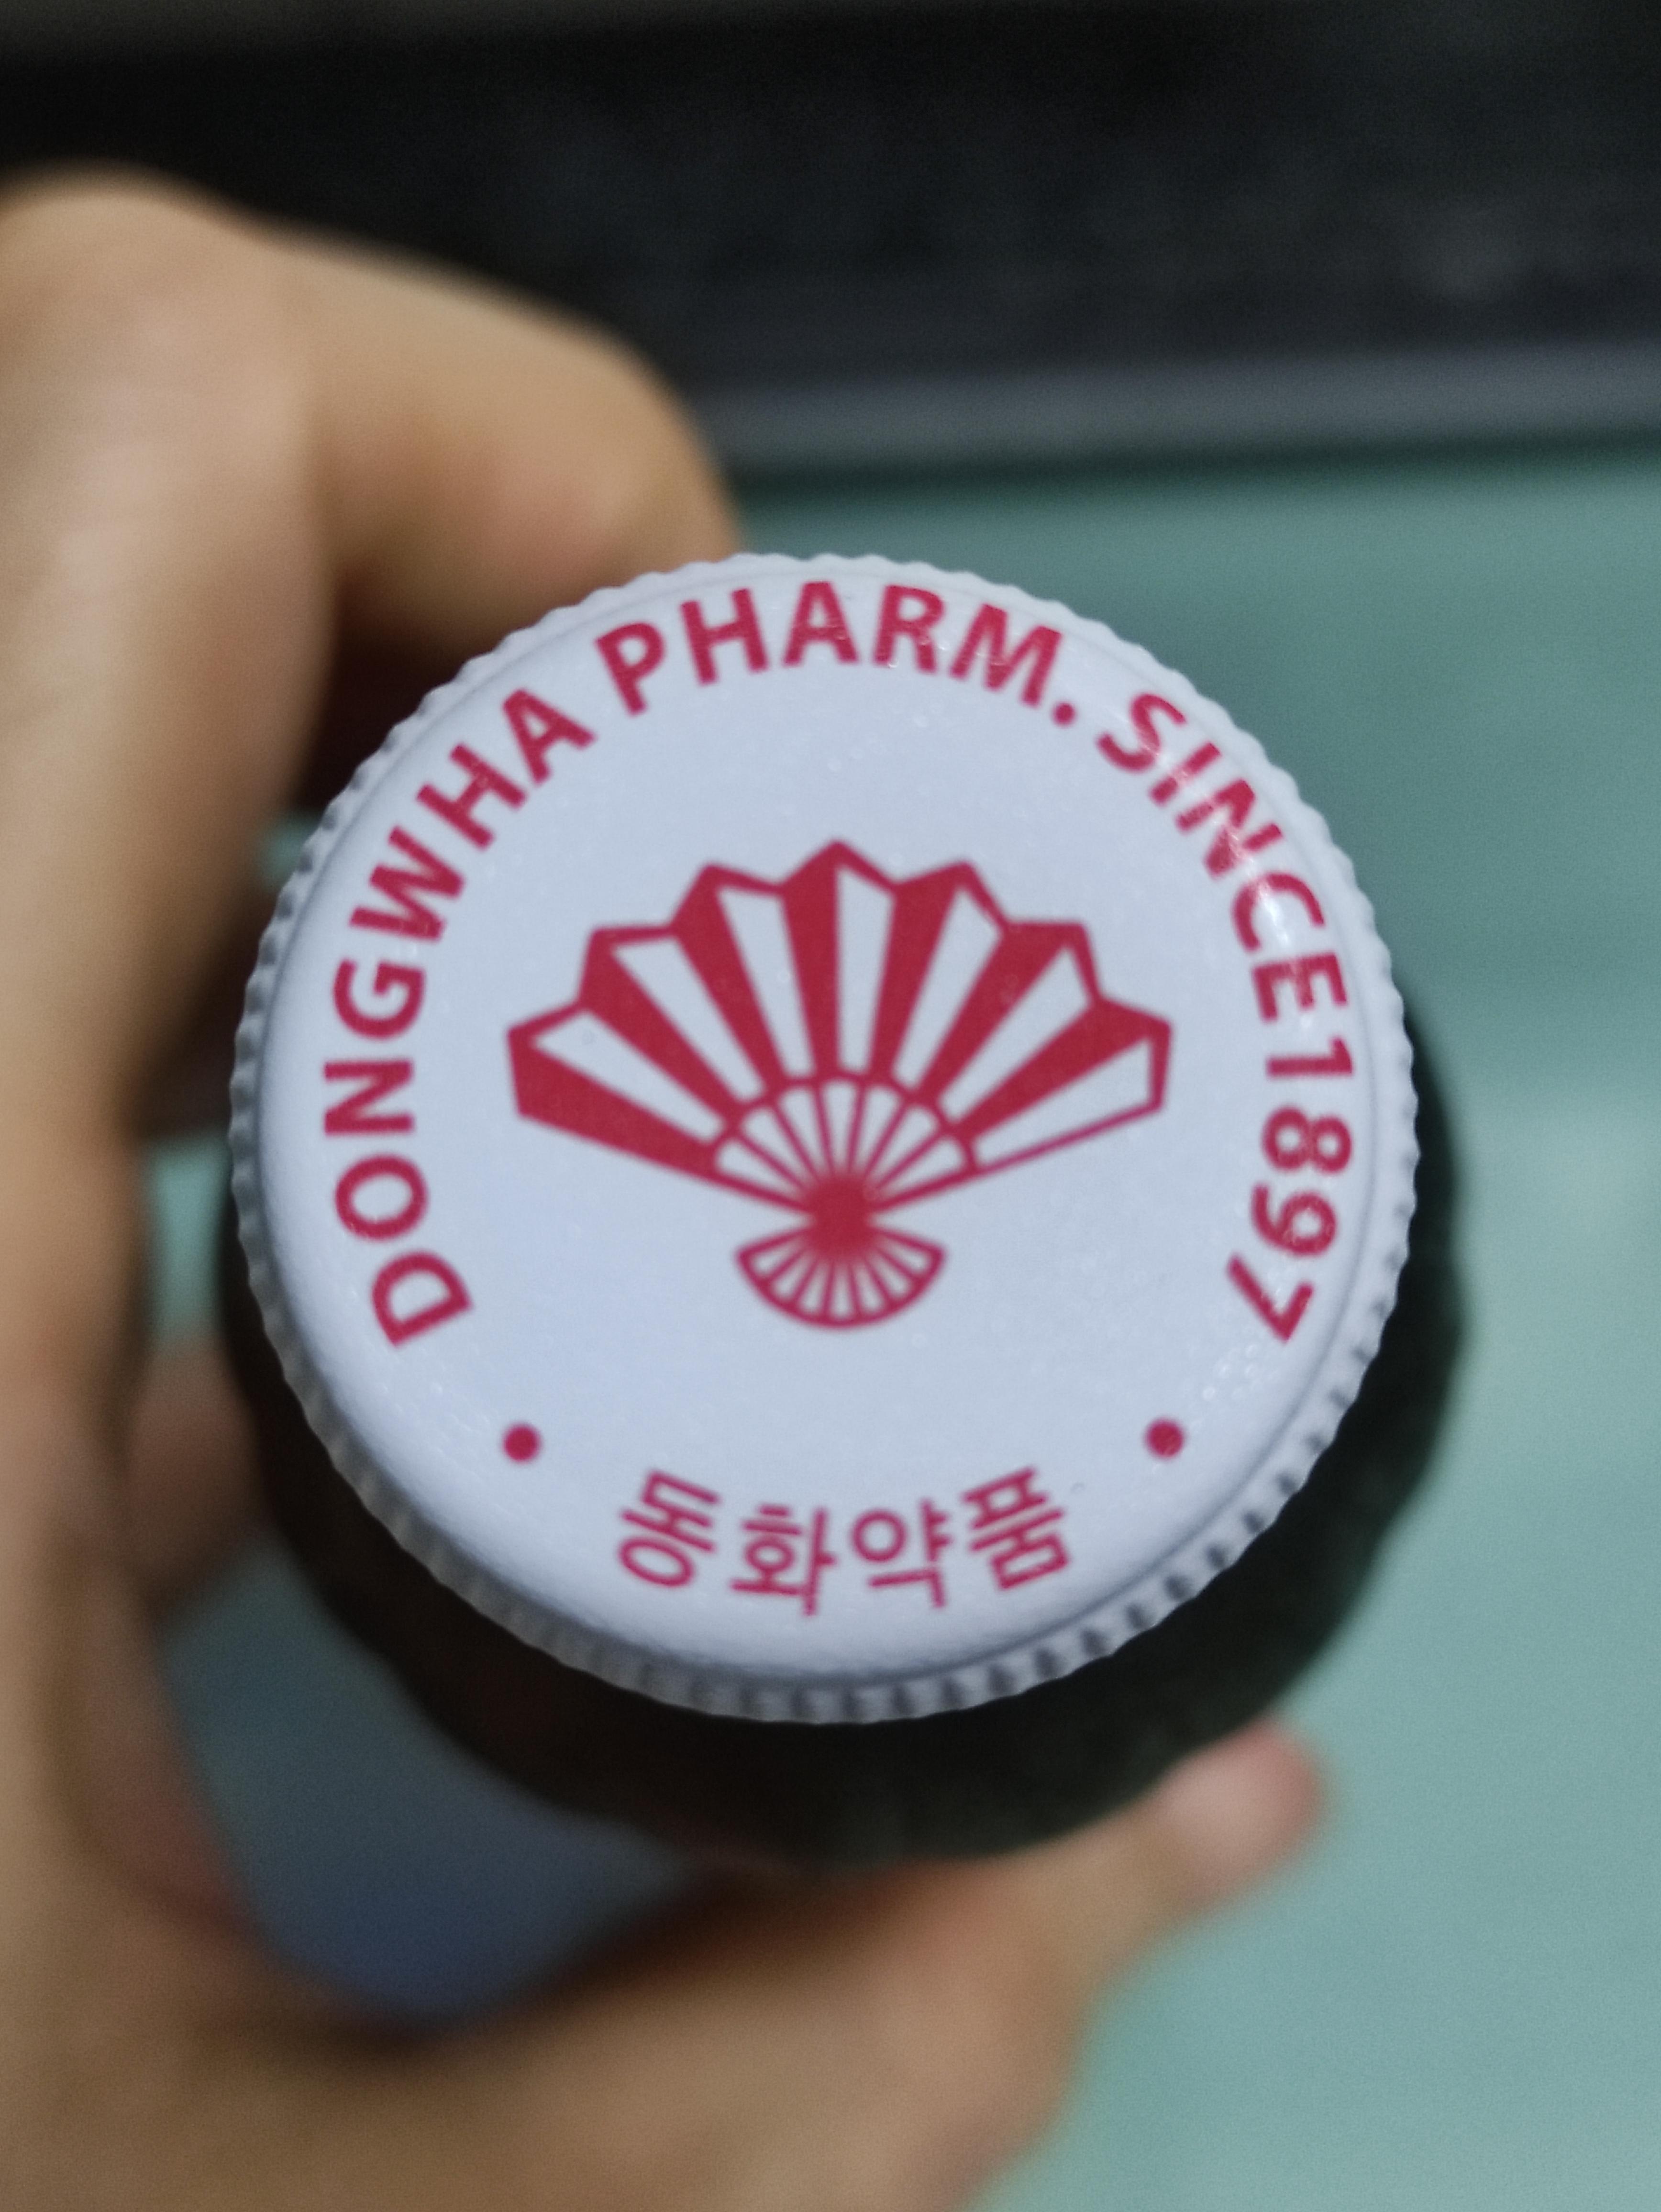 DONGWHA PHARM. SINCE1897
• 동화약품 •